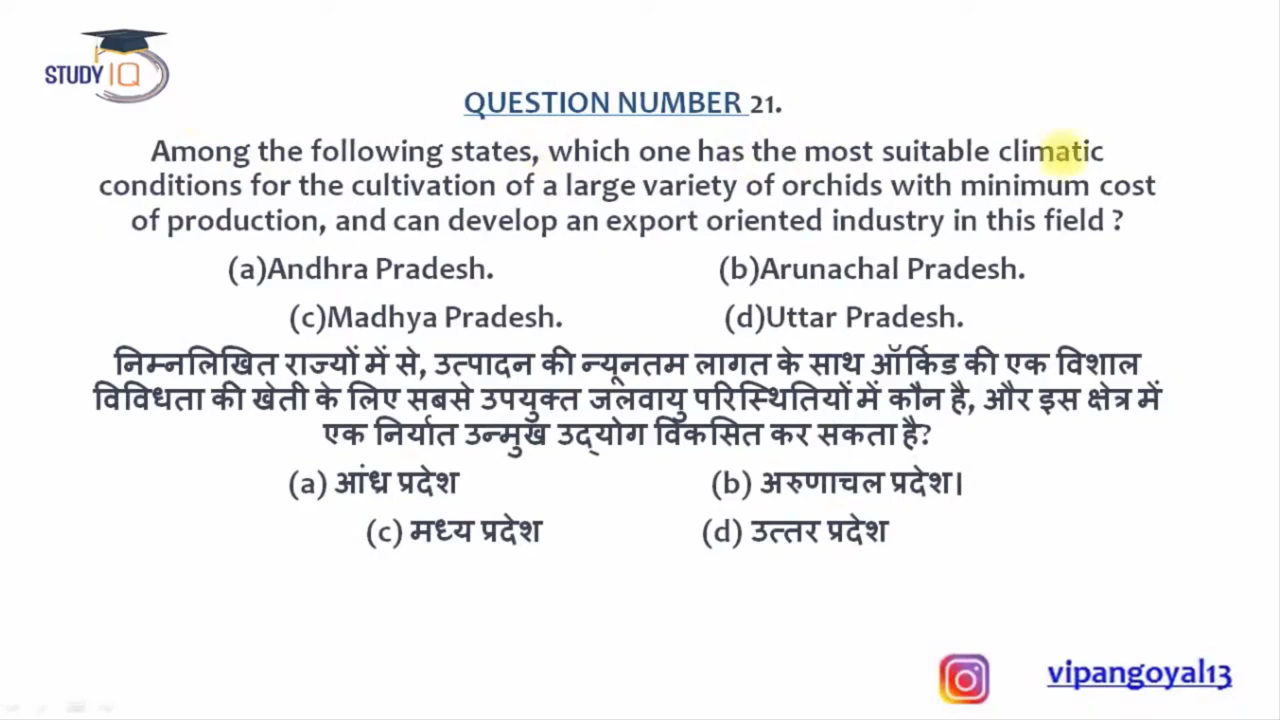 STUDY IQ
QUESTION NUMBER 21.
Among the following states, which one has the most suitable climatic
conditions for the cultivation of a large variety of orchids with minimum cost
of production, and can develop an export oriented industry in this field ?
(a)Andhra Pradesh. (b)Arunachal Pradesh.
(c)Madhya Pradesh. (d)Uttar Pradesh.
निम्नलिखित राज्यों में से, उत्पादन की न्यूनतम लागत के साथ ऑर्किड की एक विशाल
विविधता की खेती के लिए सबसे उपयुक्त जलवायु परिस्थितियों में कौन है, और इस क्षेत्र में
एक निर्यात उन्मुख उद्योग विकसित कर सकता है?
(a) आंध्र प्रदेश (b) अरुणाचल प्रदेश।
(c) मध्य प्रदेश (d) उत्तर प्रदेश
vipangoyal13